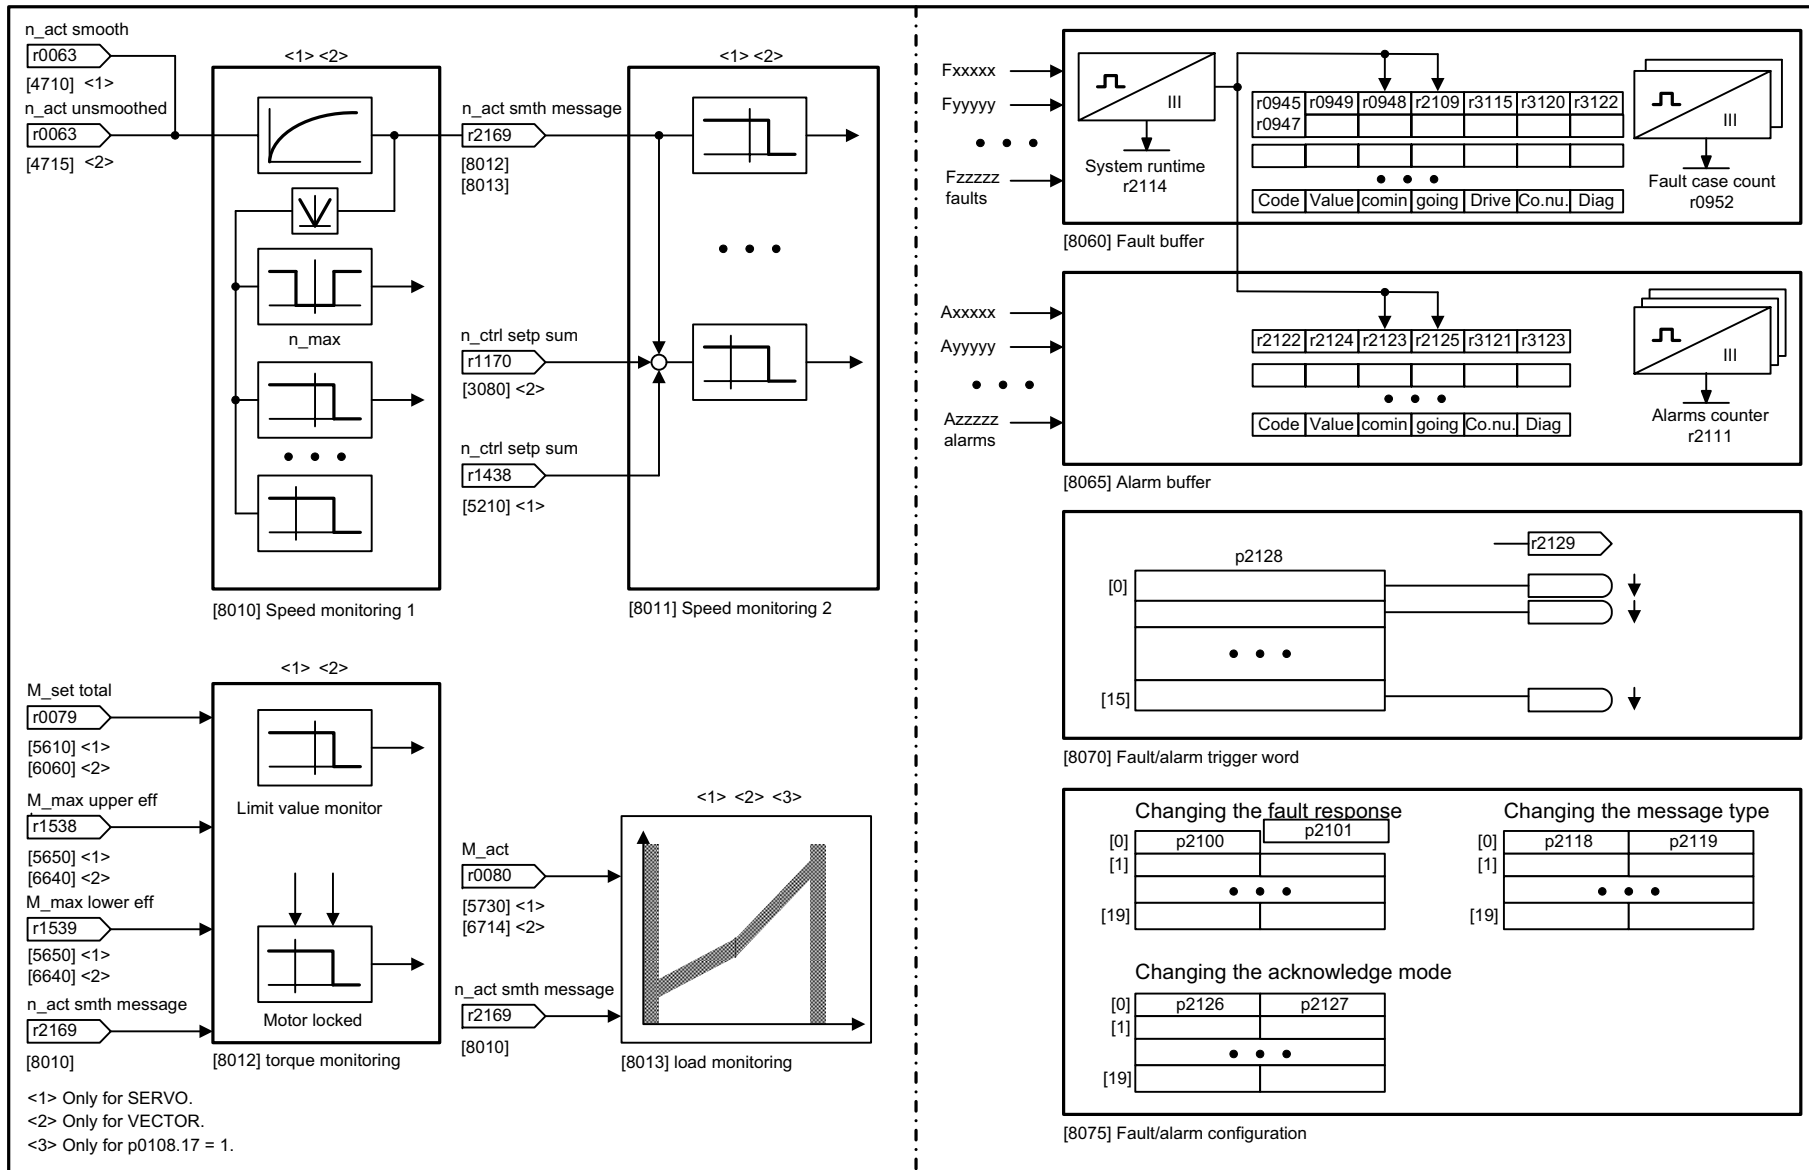 n_act smooth
r0063
[4710] <1>
n_act unsmoothed
r0063
[4715] <2>
<1> <2>
n_max
[8010] Speed monitoring 1
n_act smth message
r2169
[8012]
[8013]
n_ctrl setp sum
r1170
[3080] <2>
n_ctrl setp sum
r1438
[5210] <1>
<1> <2>
[8011] Speed monitoring 2
M_set total
r0079
[5610] <1>
[6060] <2>
M_max upper eff
r1538
[5650] <1>
[6640] <2>
M_max lower eff
r1539
[5650] <1>
[6640] <2>
n_act smth message
r2169
[8010]
<1> <2>
Limit value monitor
Motor locked
[8012] torque monitoring
M_act
r0080
[5730] <1>
[6714] <2>
n_act smth message
r2169
[8010]
<1> <2> <3>
[8013] load monitoring
<1> Only for SERVO.
<2> Only for VECTOR.
<3> Only for p0108.17 = 1.
Fxxxxx
Fyyyyy
Fzzzzz
faults
III
System runtime
r2114
r0945 r0949 r0948 r2109 r3115 r3120 r3122
r0947
Code Value comin going Drive Co.nu. Diag
III
Fault case count
r0952
[8060] Fault buffer
Axxxxx
Ayyyyy
Azzzzz
alarms
r2122 r2124 r2123 r2125 r3121 r3123
Code Value comin going Co.nu. Diag
III
Alarms counter
r2111
[8065] Alarm buffer
p2128
r2129
[0]
[15]
[8070] Fault/alarm trigger word
Changing the fault response
[0] p2100 p2101
[1]
[19]
Changing the message type
[0] p2118 p2119
[1]
[19]
Changing the acknowledge mode
[0] p2126 p2127
[1]
[19]
[8075] Fault/alarm configuration